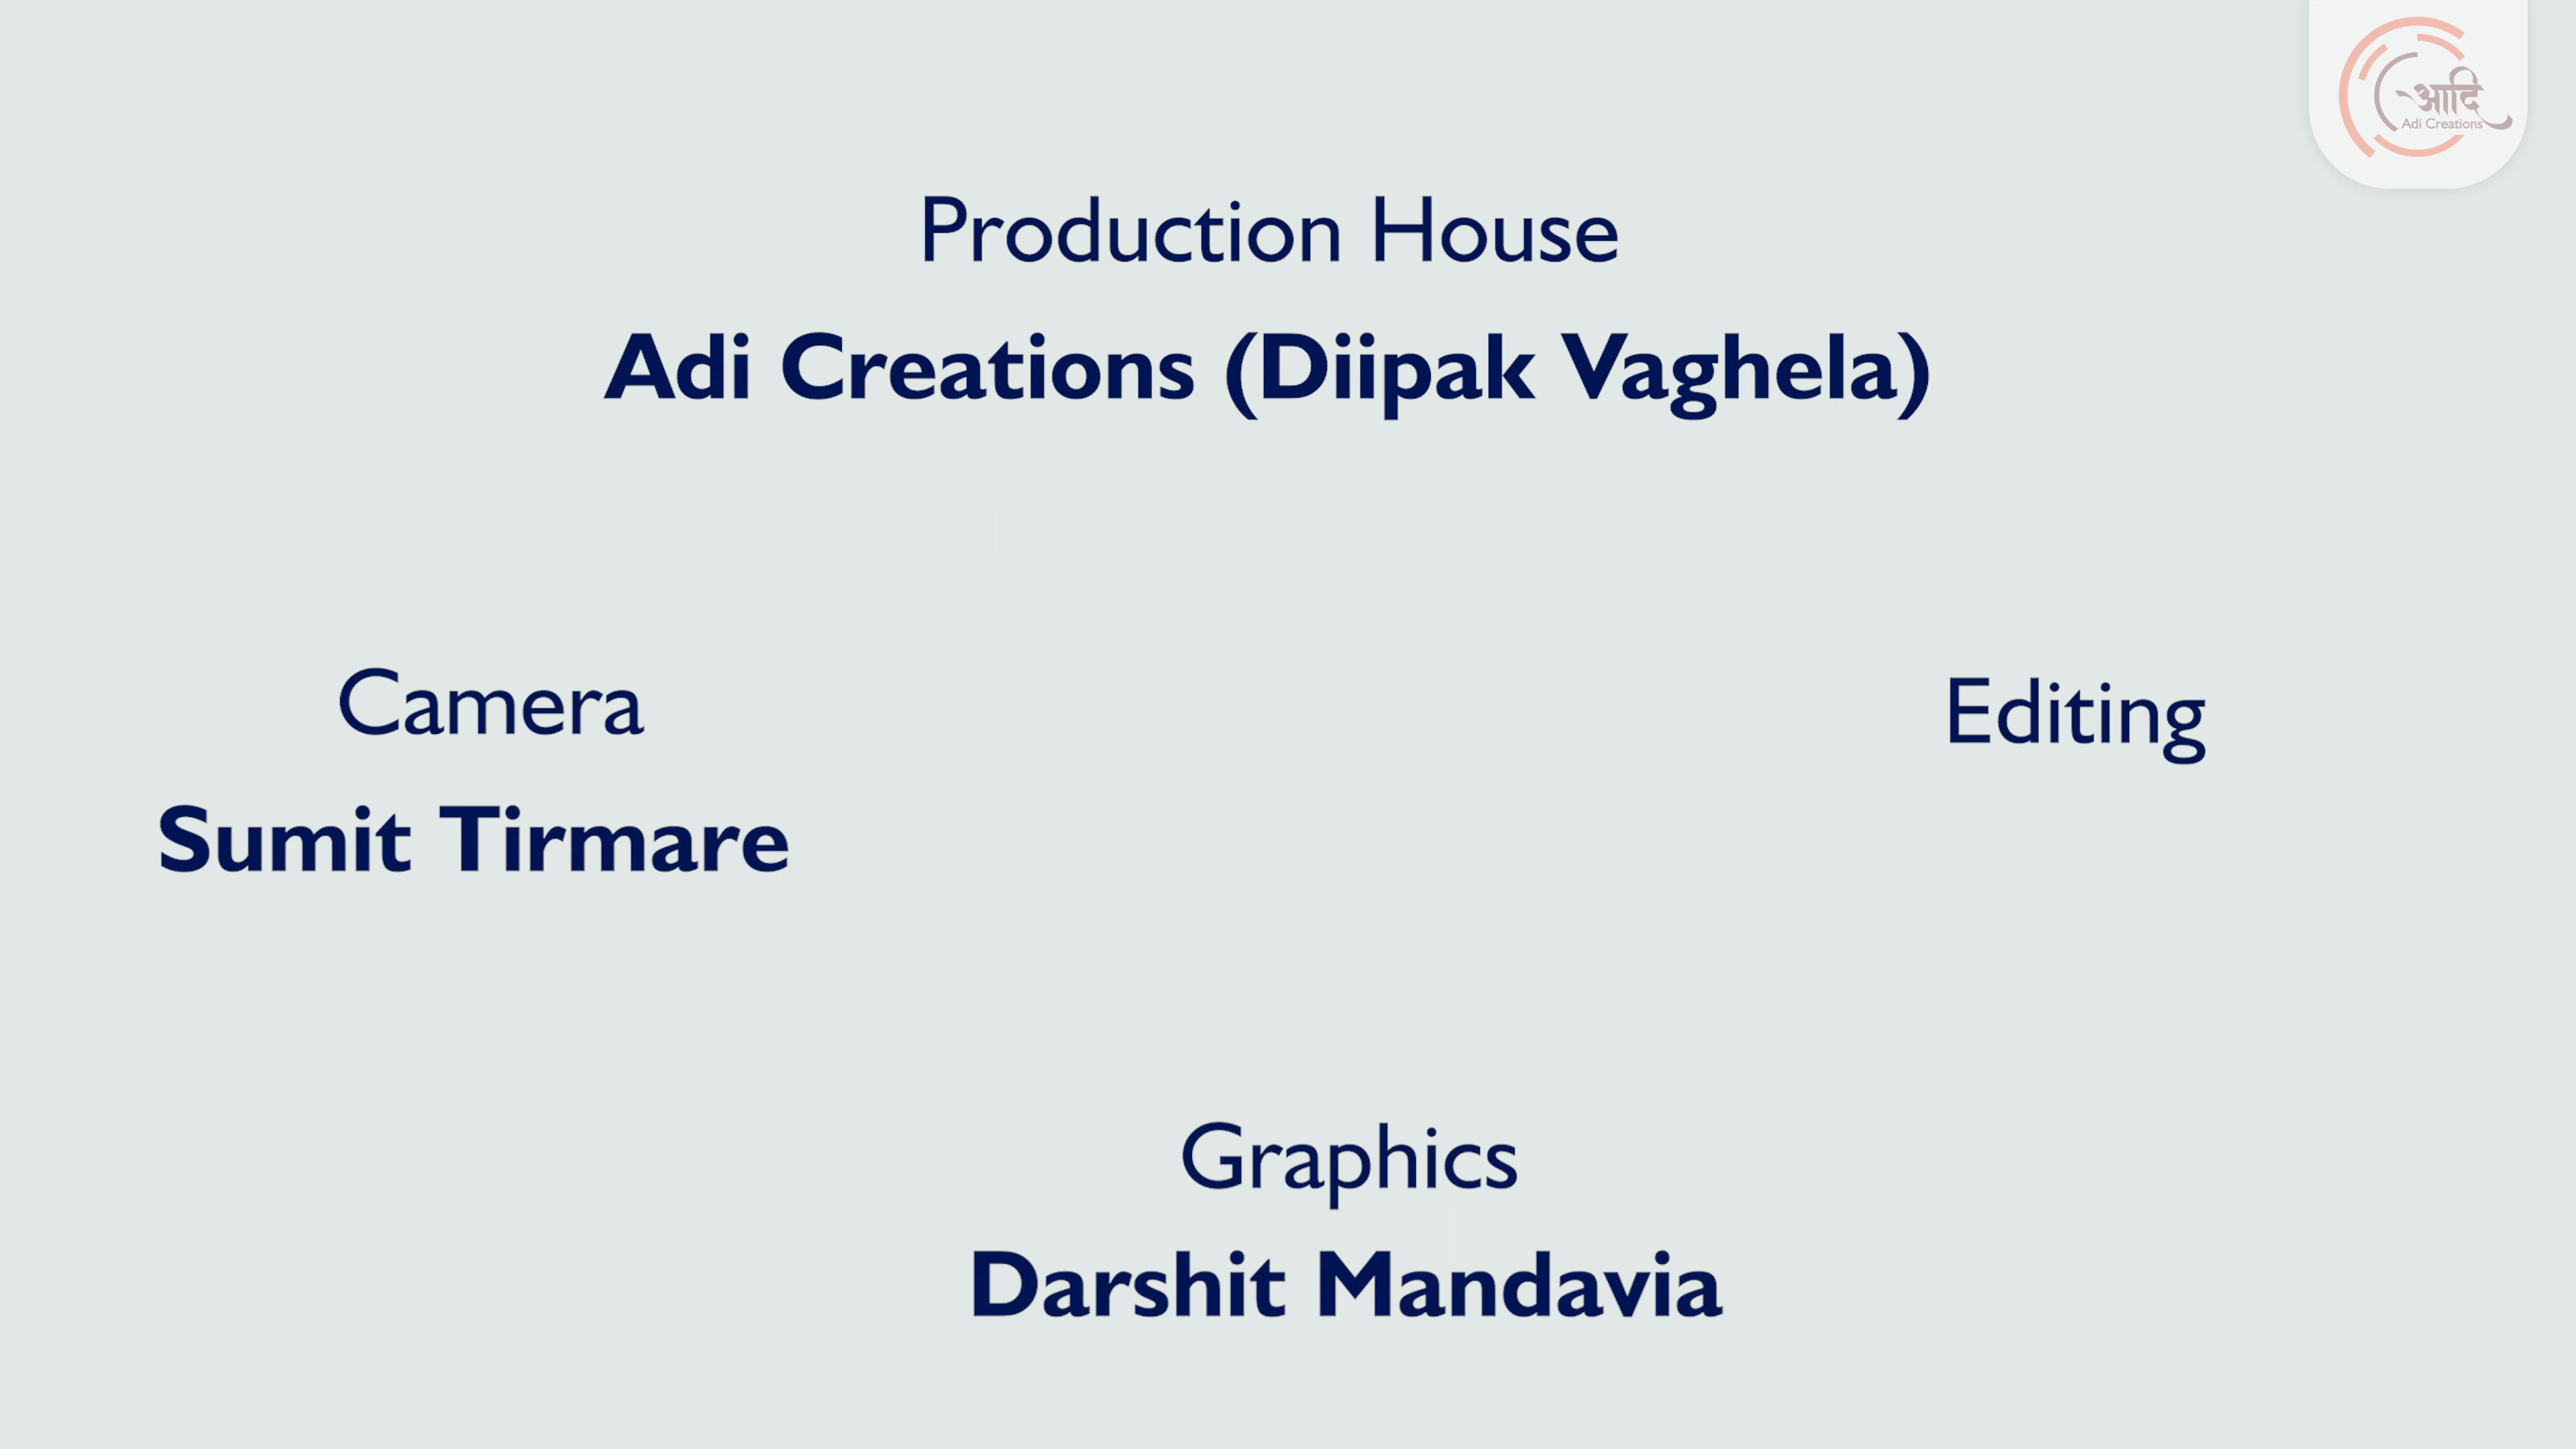 आदि
Adi Creations
Production House
Adi Creations (Diipak Vaghela)
Camera
Sumit Tirmare
Editing
Graphics
Darshit Mandavia